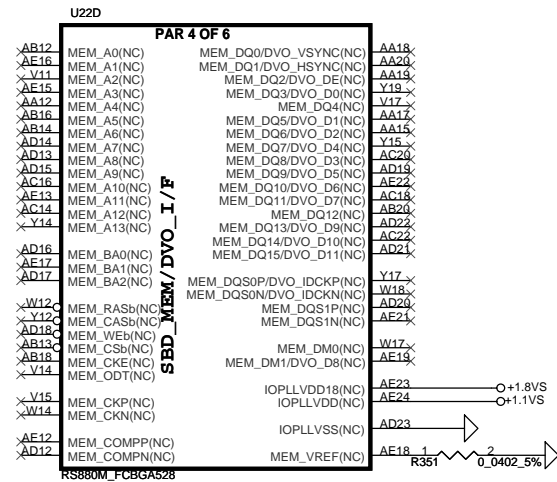 U22D
PAR 4 OF 6
AB12 MEM_A0(NC) MEM_DQ0/DVO_VSYNC(NC) AA18
AE16 MEM_A1(NC) MEM_DQ1/DVO_HSYNC(NC) AA20
V11 MEM_A2(NC) MEM_DQ2/DVO_DE(NC) AA19
AE15 MEM_A3(NC) MEM_DQ3/DVO_D0(NC) Y19
AA12 MEM_A4(NC) MEM_DQ4(NC) V17
AB16 MEM_A5(NC) MEM_DQ5/DVO_D1(NC) AA17
AB14 MEM_A6(NC) MEM_DQ6/DVO_D2(NC) AA15
AD14 MEM_A7(NC) MEM_DQ7/DVO_D4(NC) Y15
AD13 MEM_A8(NC) MEM_DQ8/DVO_D3(NC) AC20
AD15 MEM_A9(NC) MEM_DQ9/DVO_D5(NC) AD19
AC16 MEM_A10(NC) MEM_DQ10/DVO_D6(NC) AE22
AE13 MEM_A11(NC) MEM_DQ11/DVO_D7(NC) AC18
AC14 MEM_A12(NC) MEM_DQ12(NC) AB20
Y14 MEM_A13(NC) MEM_DQ13/DVO_D9(NC) AD22
MEM_DQ14/DVO_D10(NC) AC22
AD16 MEM_BA0(NC) MEM_DQ15/DVO_D11(NC) AD21
AE17 MEM_BA1(NC)
AD17 MEM_BA2(NC) MEM_DQS0P/DVO_IDCKP(NC) Y17
MEM_DQS0N/DVO_IDCKN(NC) W18
W12 MEM_RASb(NC) MEM_DQS1P(NC) AD20
Y12 MEM_CASb(NC) MEM_DQS1N(NC) AE21
AD18 MEM_WEb(NC)
AB13 MEM_CSb(NC) MEM_DM0(NC) W17
AB18 MEM_CKE(NC) MEM_DM1/DVO_D8(NC) AE19
V14 MEM_ODT(NC)
IOPLLVDD18(NC) AE23 +1.8VS
V15 MEM_CKP(NC) IOPLLVDD(NC) AE24 +1.1VS
W14 MEM_CKN(NC)
IOPLLVSS(NC) AD23
AE12 MEM_COMPP(NC)
AD12 MEM_COMPN(NC) MEM_VREF(NC) AE18 1 2
R351 0_0402_5%
SBD_MEM/DVO_I/F
RS880M_FCBGA528